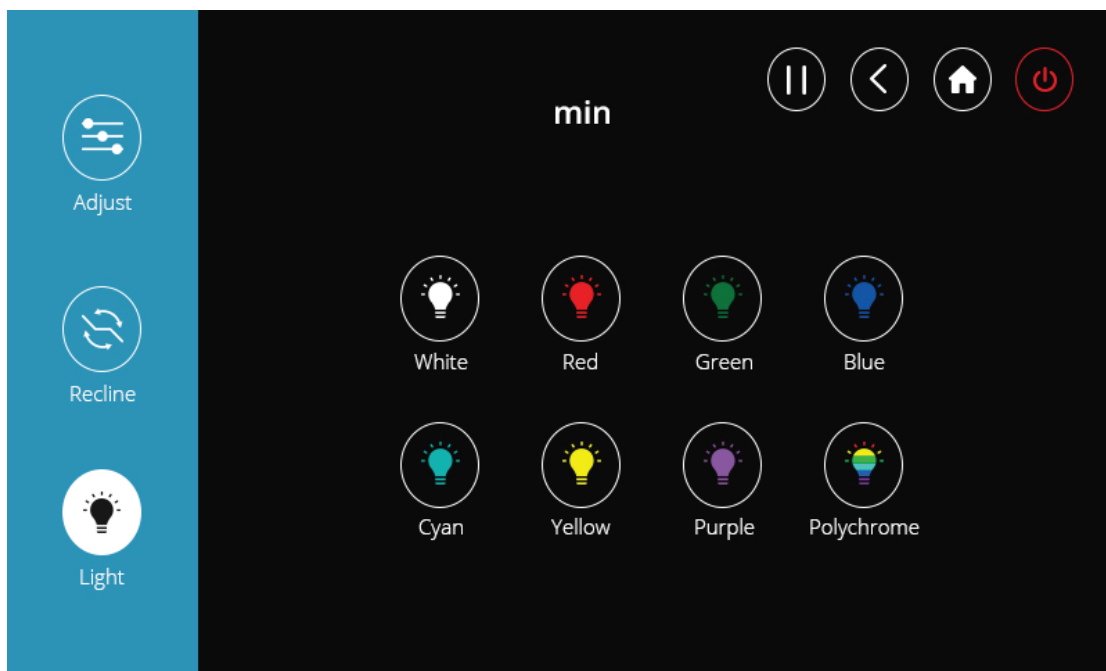 min
Adjust
Recline
Light
White Red Green Blue
Cyan Yellow Purple Polychrome